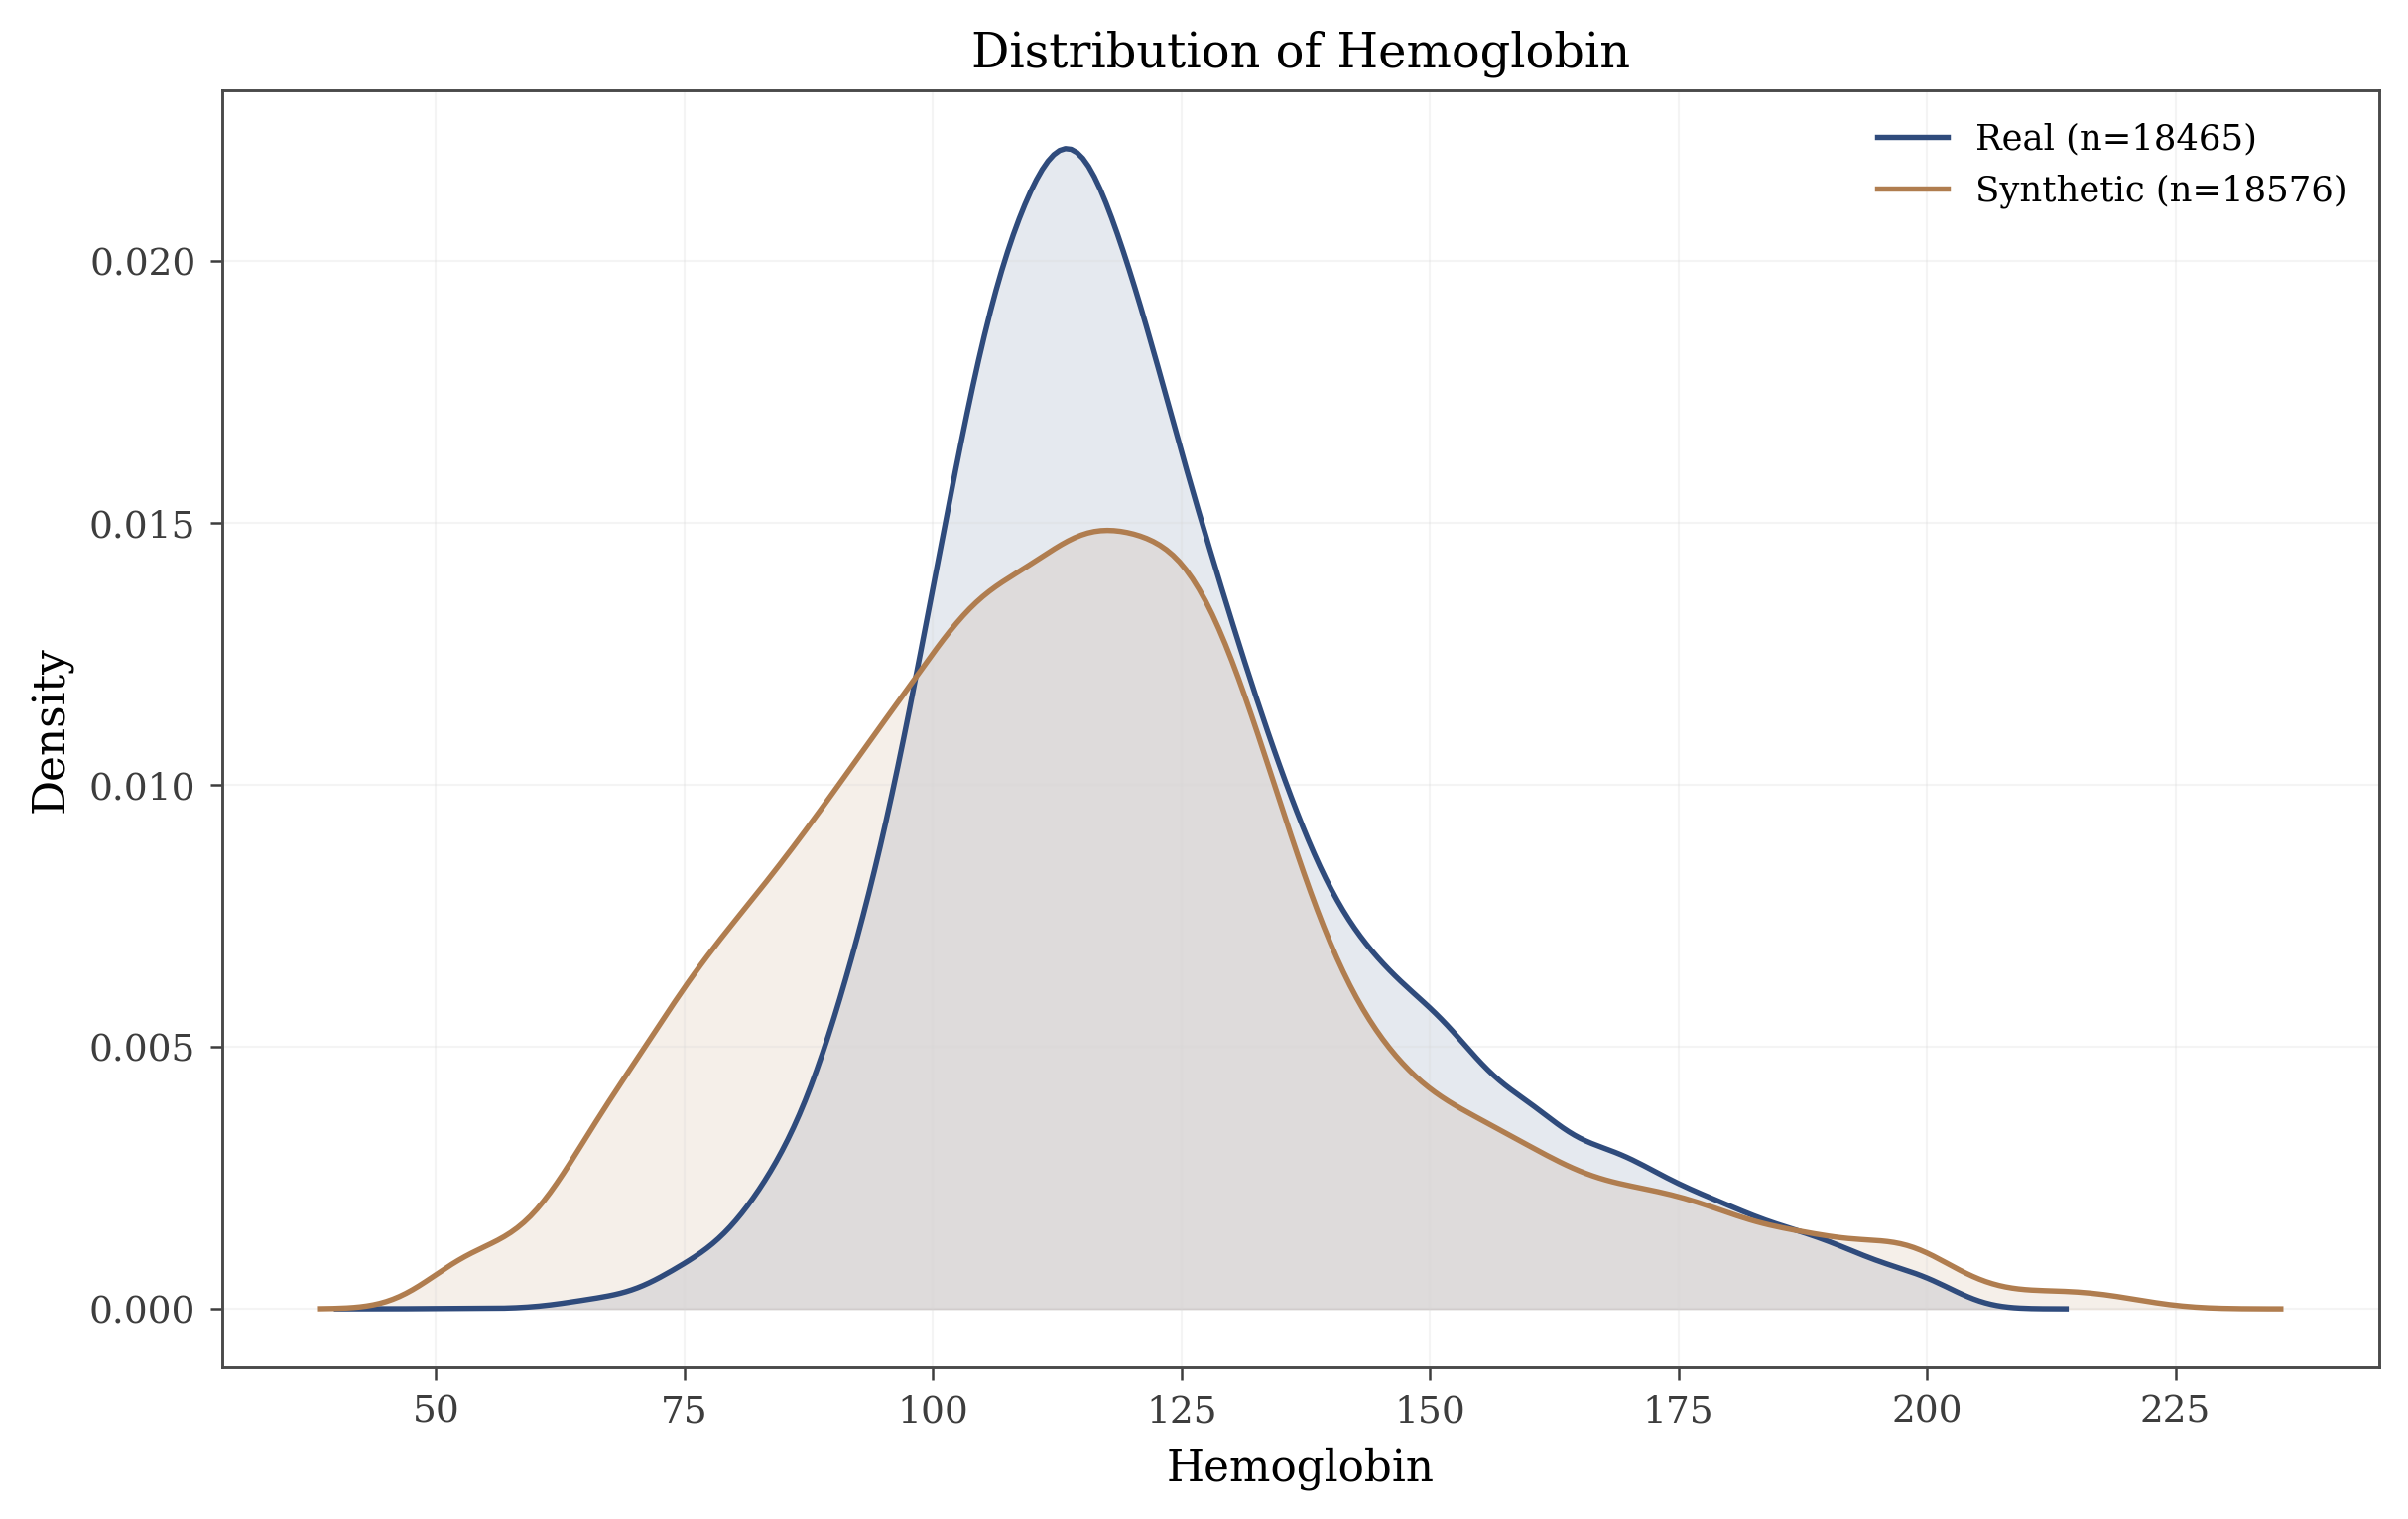 Distribution of Hemoglobin
Real (n=18465)
Synthetic (n=18576)
Density
0.020
0.015
0.010
0.005
0.000
50 75 100 125 150 175 200 225
Hemoglobin